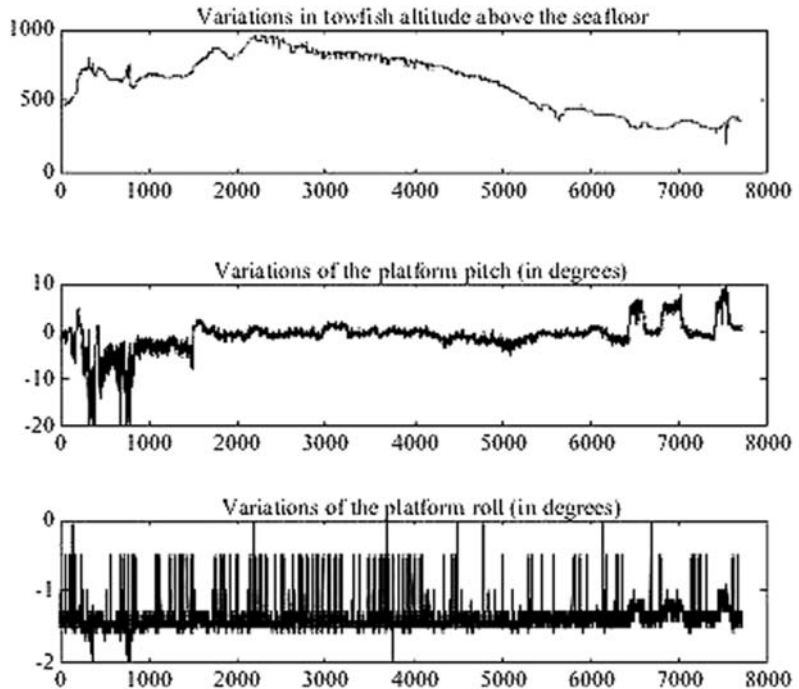 Variations in towfish altitude above the seafloor
1000
500
0
0 1000 2000 3000 4000 5000 6000 7000 8000
Variations of the platform pitch (in degrees)
10
0
-10
-20
0 1000 2000 3000 4000 5000 6000 7000 8000
Variations of the platform roll (in degrees)
0
-1
-2
0 1000 2000 3000 4000 5000 6000 7000 8000